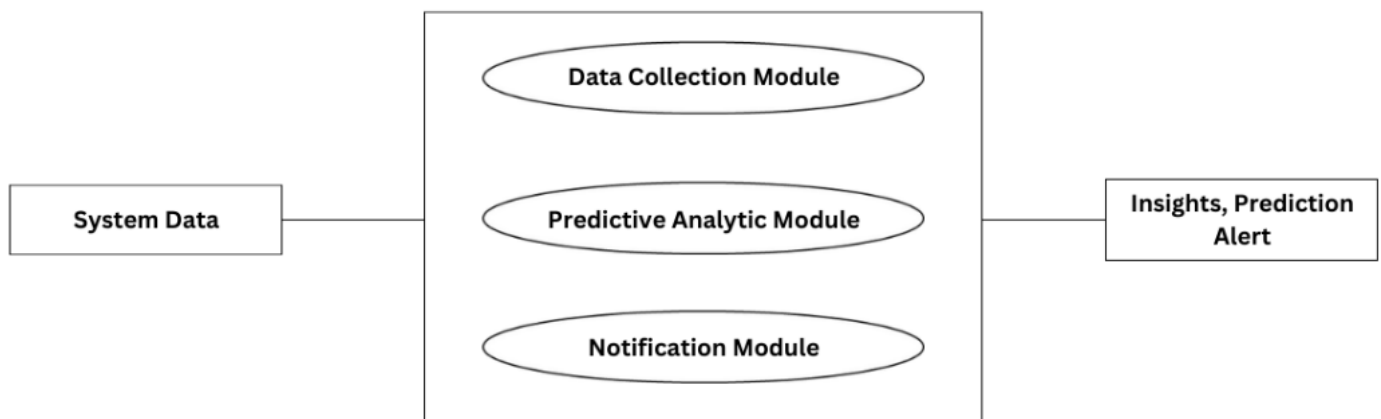 Data Collection Module
System Data
Predictive Analytic Module
Insights, Prediction
Alert
Notification Module